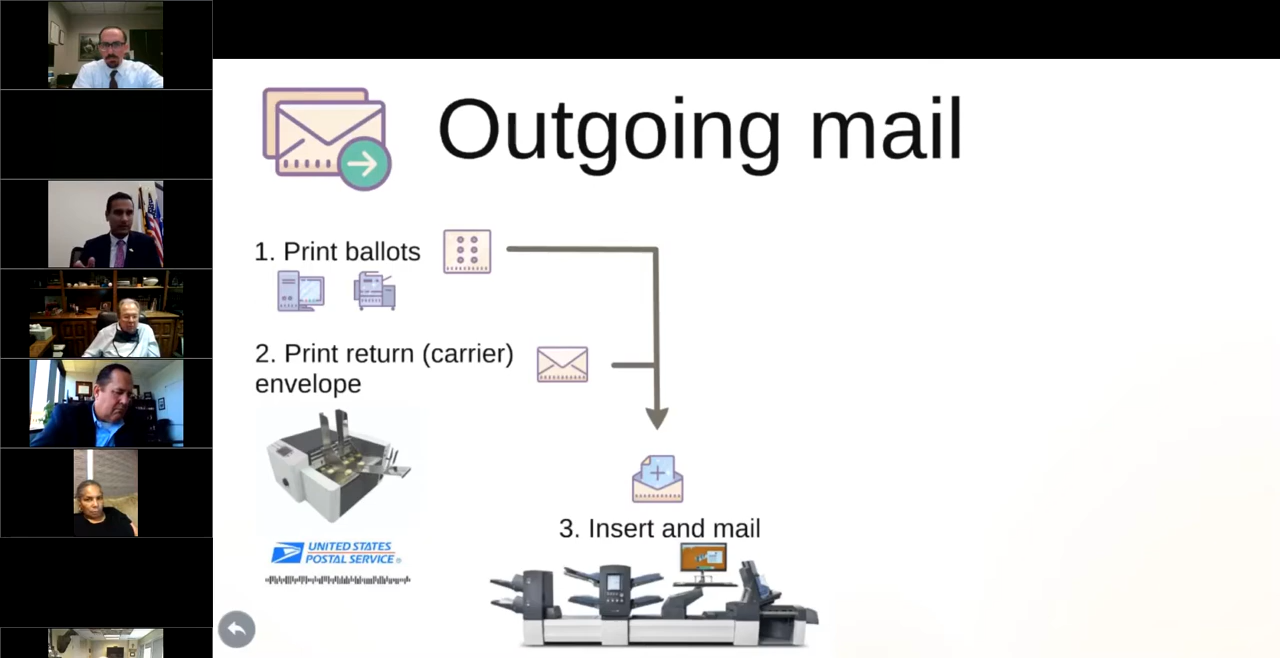 Outgoing mail
1. Print ballots
2. Print return (carrier)
envelope
UNITED STATES
POSTAL SERVICE®
3. Insert and mail